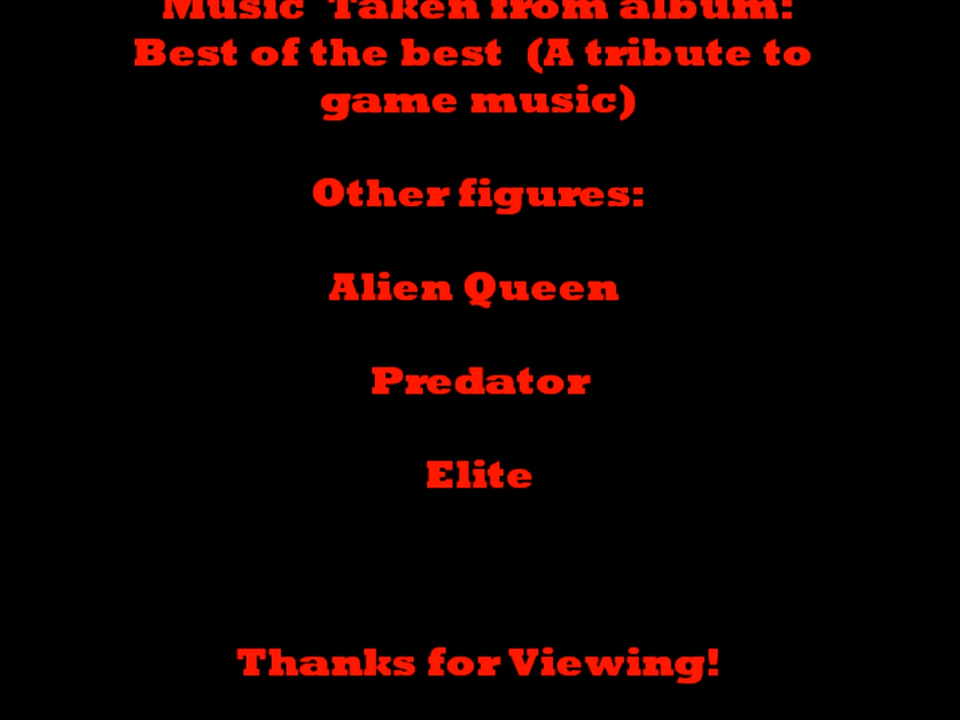 Music  Taken from album:
Best of the best  (A tribute to
game music)
Other figures:
Alien Queen
Predator
Elite
Thanks for Viewing!